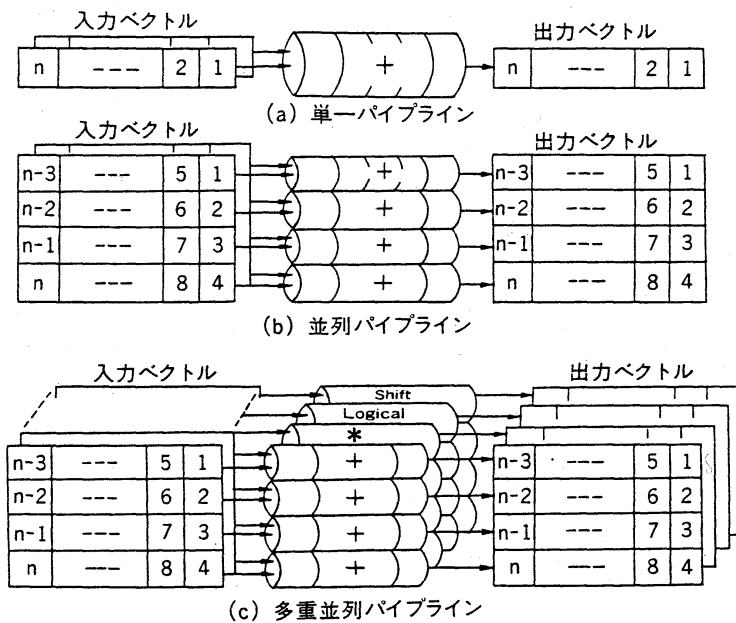 入力ベクトル
出力ベクトル
n --- 2 1
+
n --- 2 1
(a) 単一パイプライン
入力ベクトル
出力ベクトル
n-3 --- 5 1
+
n-3 --- 5 1
n-2 --- 6 2
+
n-2 --- 6 2
n-1 --- 7 3
+
n-1 --- 7 3
n --- 8 4
+
n --- 8 4
(b) 並列パイプライン
入力ベクトル
出力ベクトル
Shift
Logical
*
n-3 --- 5 1
+
n-3 --- 5 1
n-2 --- 6 2
+
n-2 --- 6 2
n-1 --- 7 3
+
n-1 --- 7 3
n --- 8 4
+
n --- 8 4
(c) 多重並列パイプライン